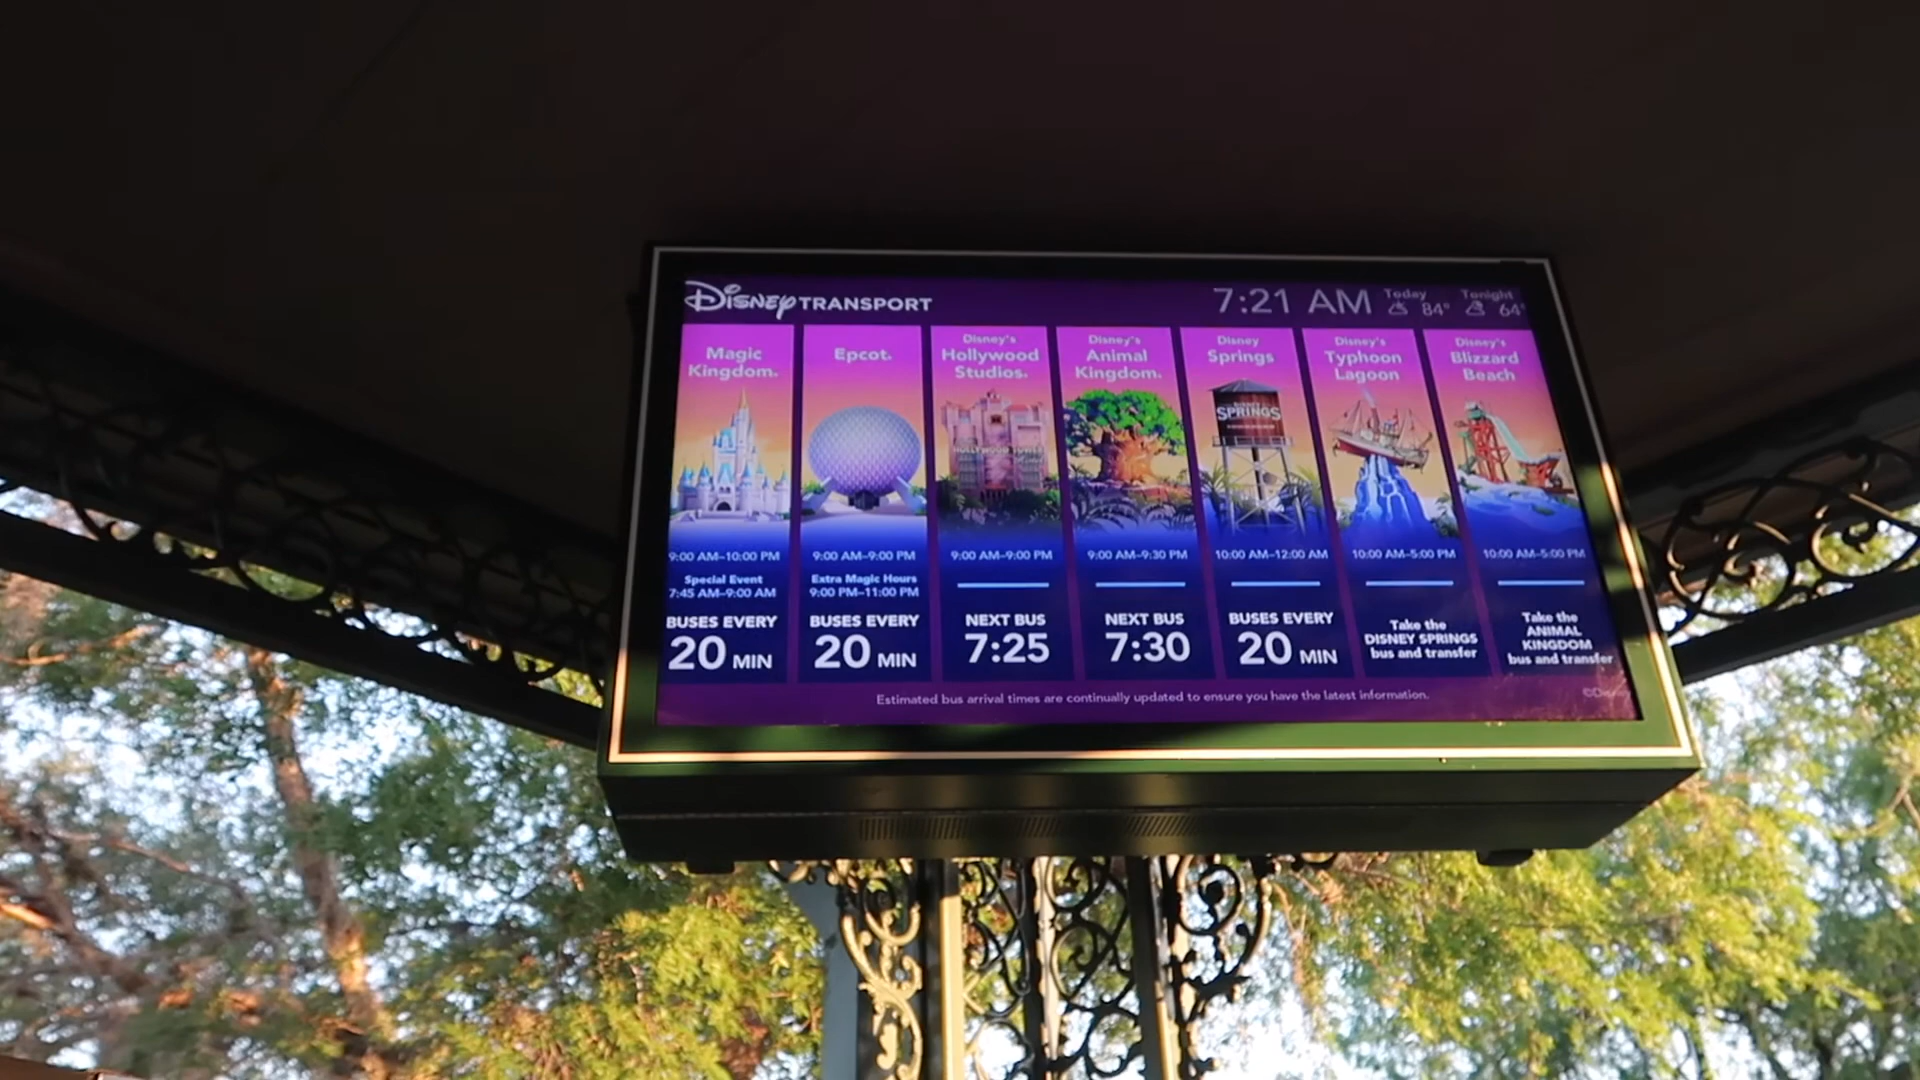 Disney TRANSPORT
7:21 AM
Today
84°
Tonight
64°
Magic
Kingdom.
9:00 AM–10:00 PM
Special Event
7:45 AM–9:00 AM
BUSES EVERY
20 MIN
Epcot.
9:00 AM–9:00 PM
Extra Magic Hours
9:00 PM–11:00 PM
BUSES EVERY
20 MIN
Disney's
Hollywood
Studios.
HOLLYWOOD TOWER
9:00 AM–9:00 PM
NEXT BUS
7:25
Disney's
Animal
Kingdom.
9:00 AM–9:30 PM
NEXT BUS
7:30
Disney
Springs
SPRINGS
10:00 AM–12:00 AM
BUSES EVERY
20 MIN
Disney's
Typhoon
Lagoon
10:00 AM–5:00 PM
Take the
DISNEY SPRINGS
bus and transfer
Disney's
Blizzard
Beach
10:00 AM–5:00 PM
Take the
ANIMAL
KINGDOM
bus and transfer
Estimated bus arrival times are continually updated to ensure you have the latest information.
©Disney